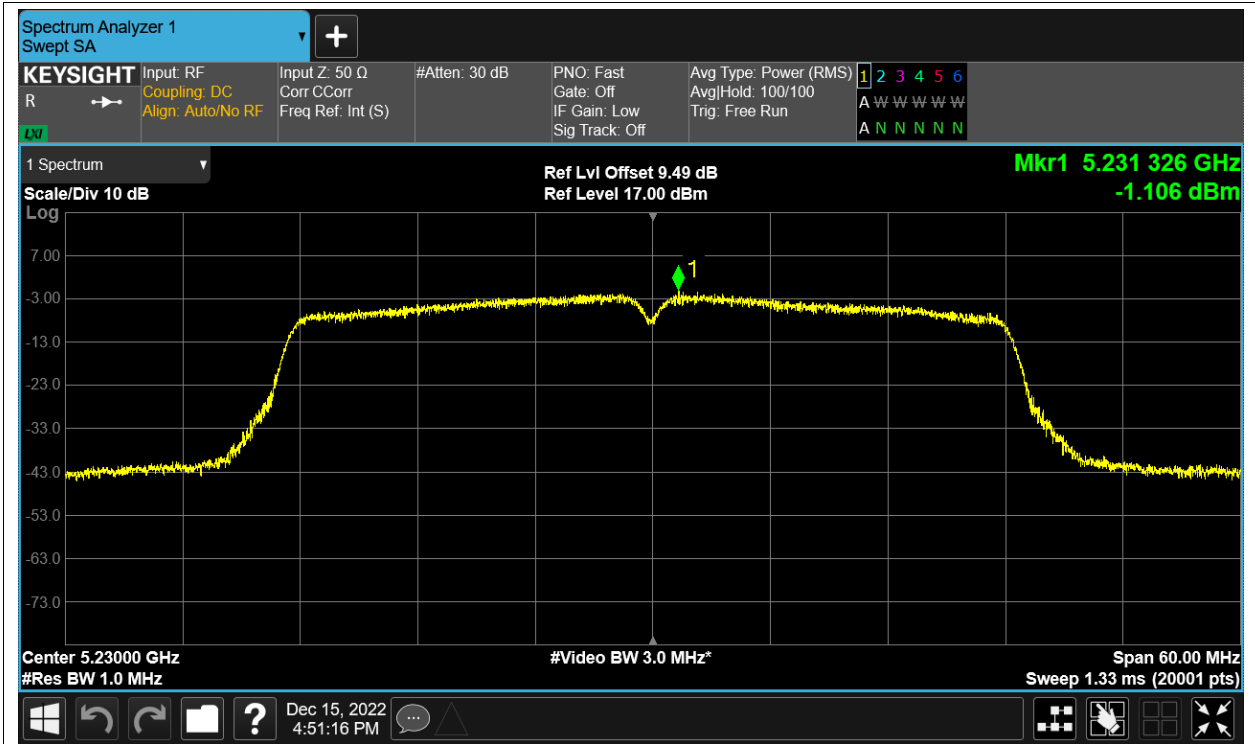 Spectrum Analyzer 1
Swept SA
KEYSIGHT
R
LXI
Input: RF
Coupling: DC
Align: Auto/No RF
Input Z: 50 Ω
Corr CCorr
Freq Ref: Int (S)
#Atten: 30 dB
PNO: Fast
Gate: Off
IF Gain: Low
Sig Track: Off
Avg Type: Power (RMS)
Avg|Hold: 100/100
Trig: Free Run
1 2 3 4 5 6
A W W W W W
A N N N N N
1 Spectrum
Scale/Div 10 dB
Log
Ref Lvl Offset 9.49 dB
Ref Level 17.00 dBm
Mkr1 5.231 326 GHz
-1.106 dBm
1
7.00
-3.00
-13.0
-23.0
-33.0
-43.0
-53.0
-63.0
-73.0
Center 5.23000 GHz
#Res BW 1.0 MHz
#Video BW 3.0 MHz*
Span 60.00 MHz
Sweep 1.33 ms (20001 pts)
?
Dec 15, 2022
4:51:16 PM